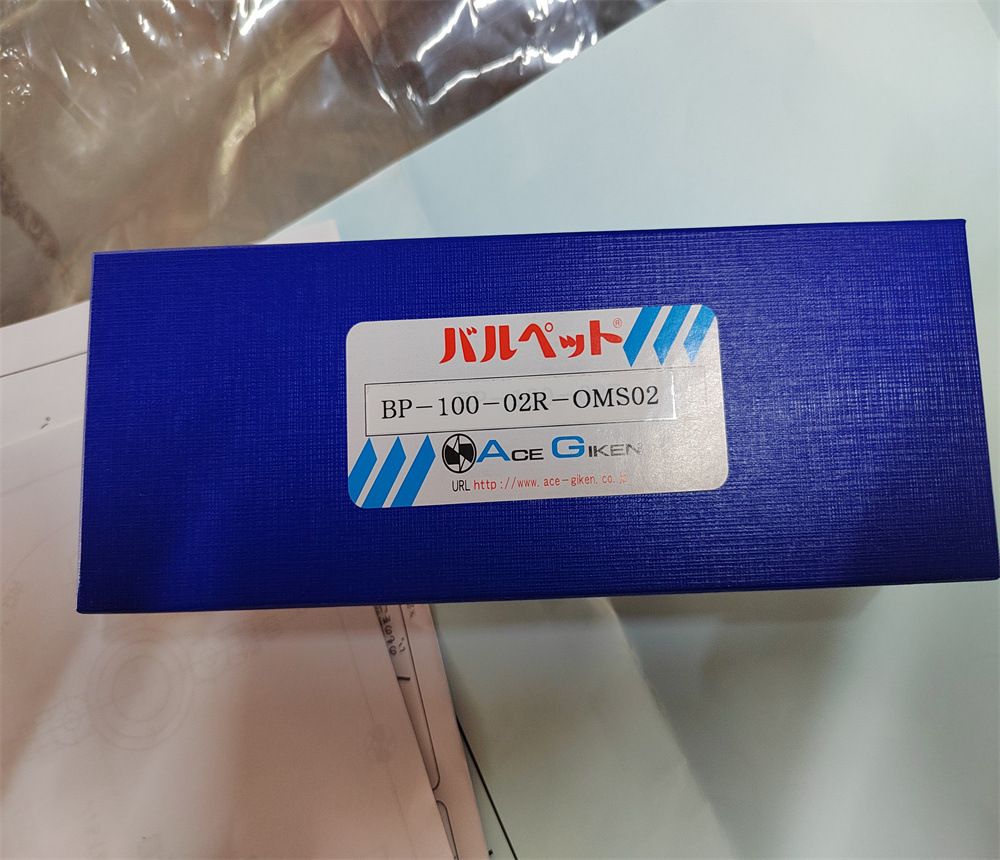 バルペット®
BP-100-02R-OMS02
ACE GIKEN
URL http://www.ace-giken.co.jp